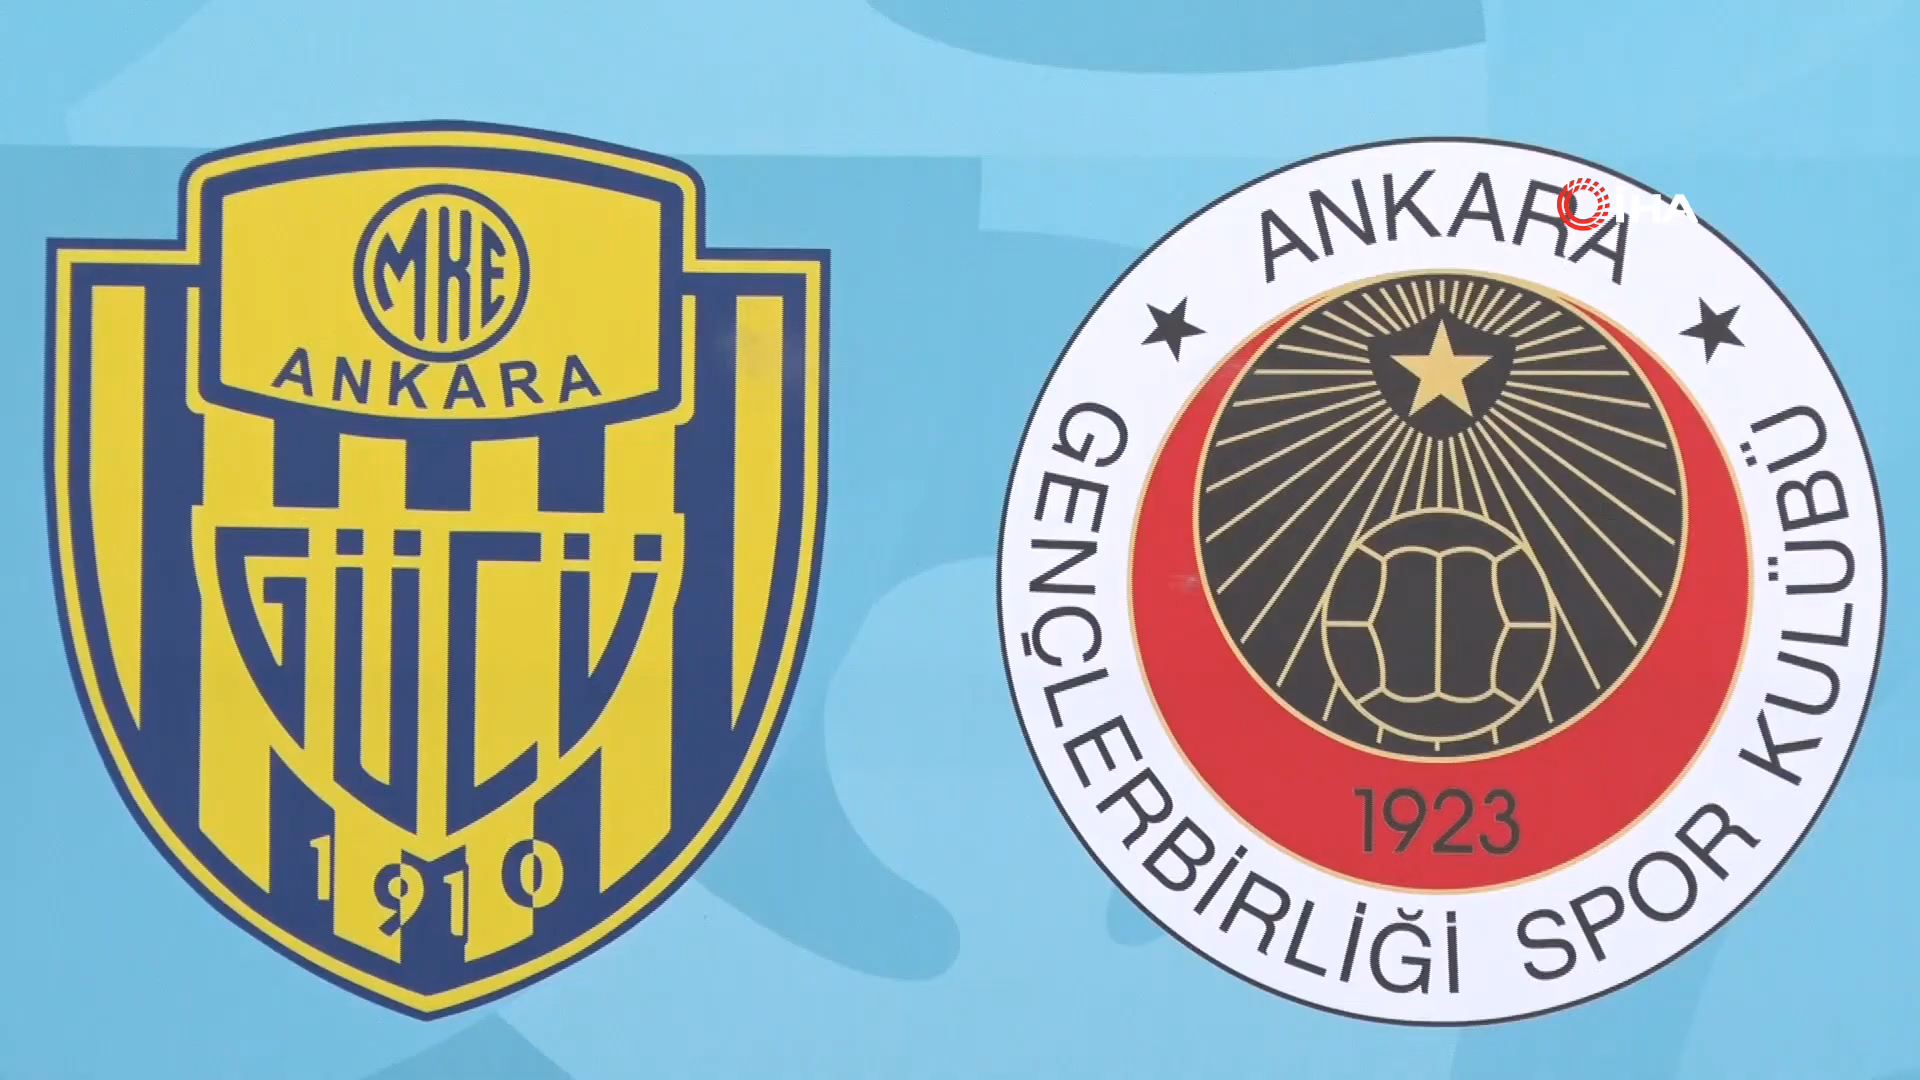 MKE
ANKARA
GÜCÜ
1910
ANKARA
GENÇLERBİRLİĞİ SPOR KULÜBÜ
1923
İHA